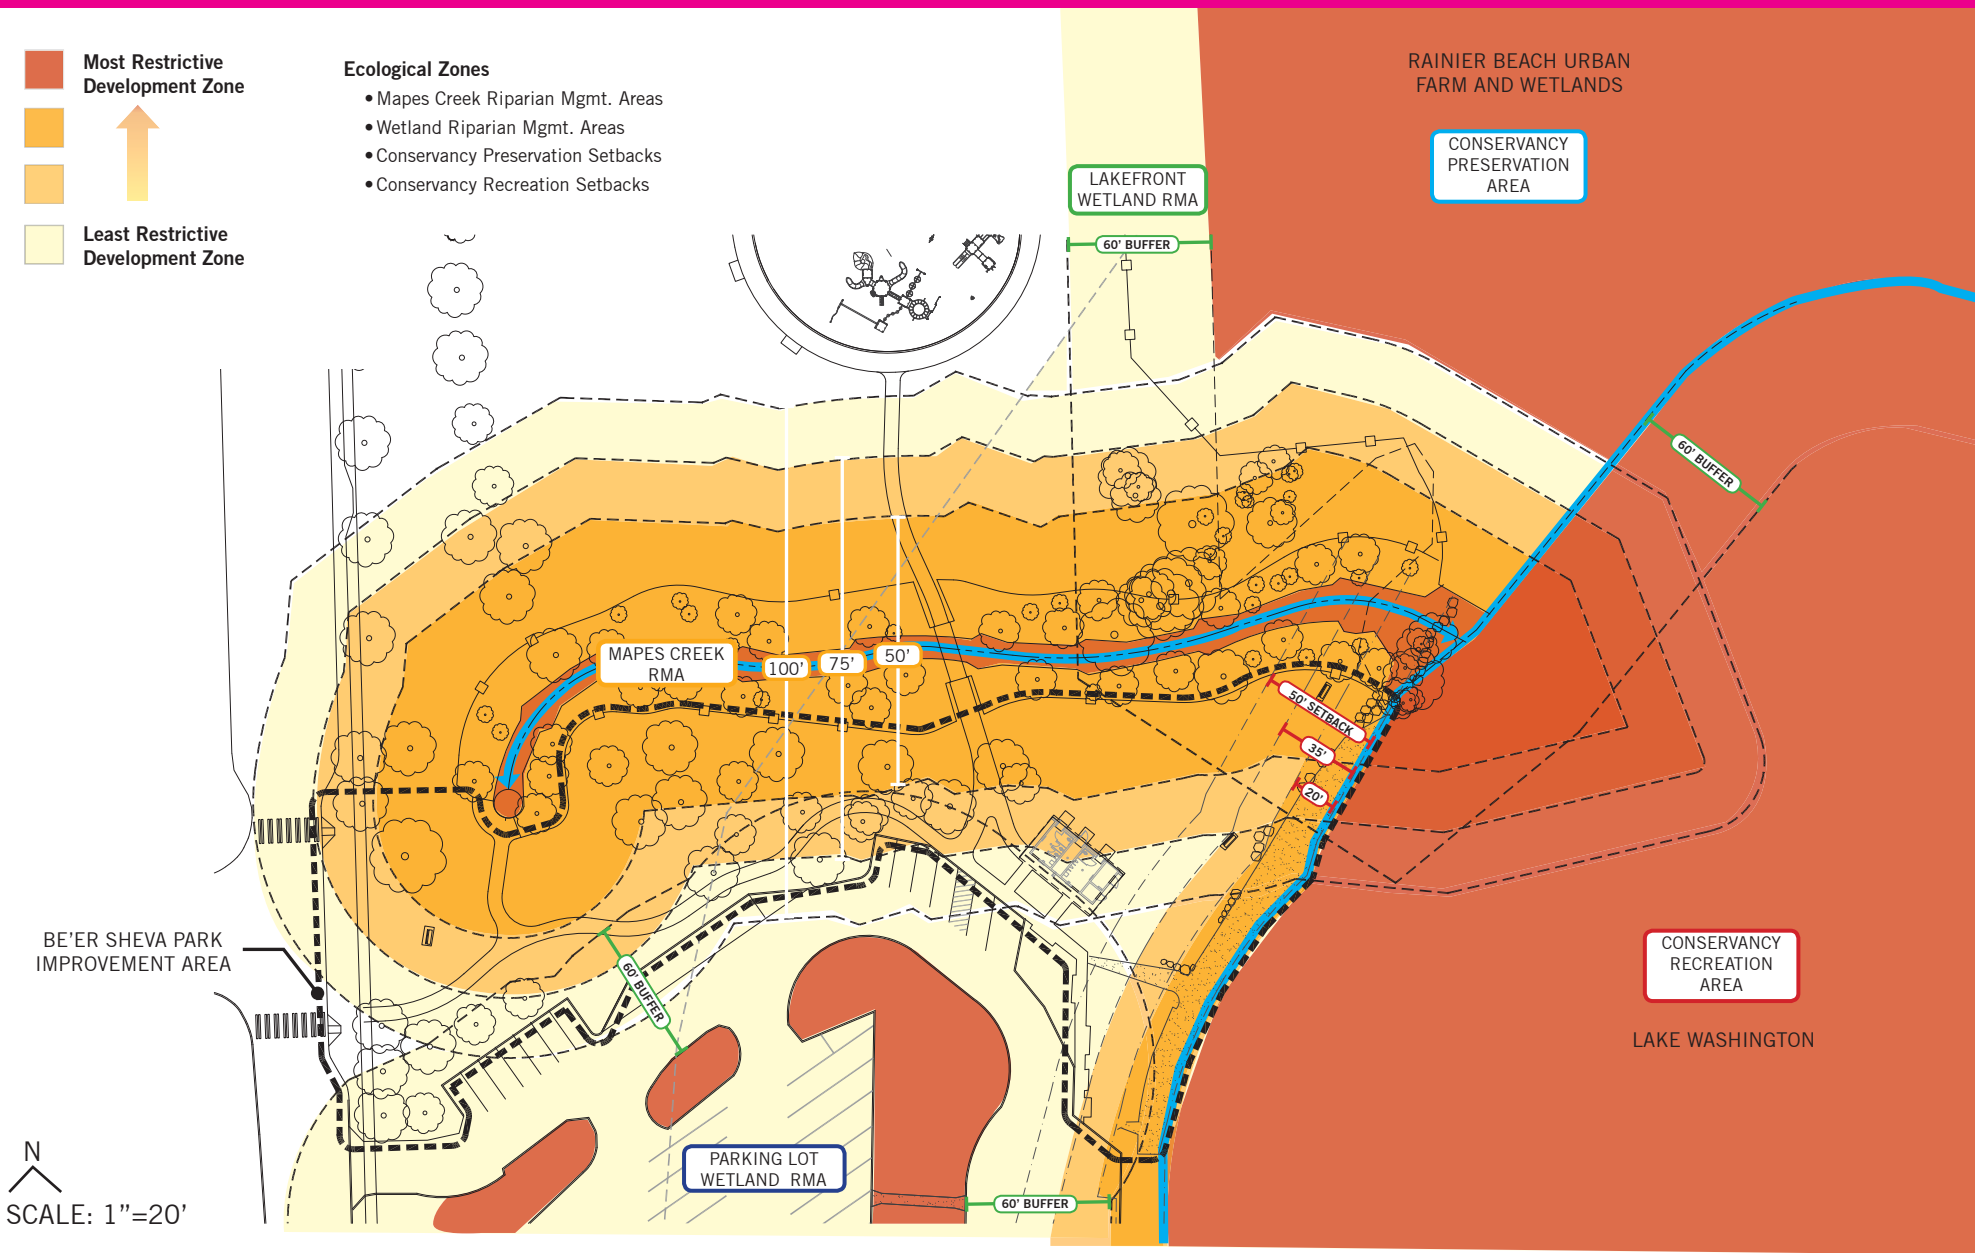 Most Restrictive
Development Zone
Least Restrictive
Development Zone
Ecological Zones
• Mapes Creek Riparian Mgmt. Areas
• Wetland Riparian Mgmt. Areas
• Conservancy Preservation Setbacks
• Conservancy Recreation Setbacks
RAINIER BEACH URBAN
FARM AND WETLANDS
CONSERVANCY
PRESERVATION
AREA
LAKEFRONT
WETLAND RMA
60' BUFFER
60' BUFFER
MAPES CREEK
RMA
100'
75'
50'
50' SETBACK
35'
20'
BE'ER SHEVA PARK
IMPROVEMENT AREA
60' BUFFER
CONSERVANCY
RECREATION
AREA
LAKE WASHINGTON
PARKING LOT
WETLAND RMA
60' BUFFER
N
SCALE: 1”=20’